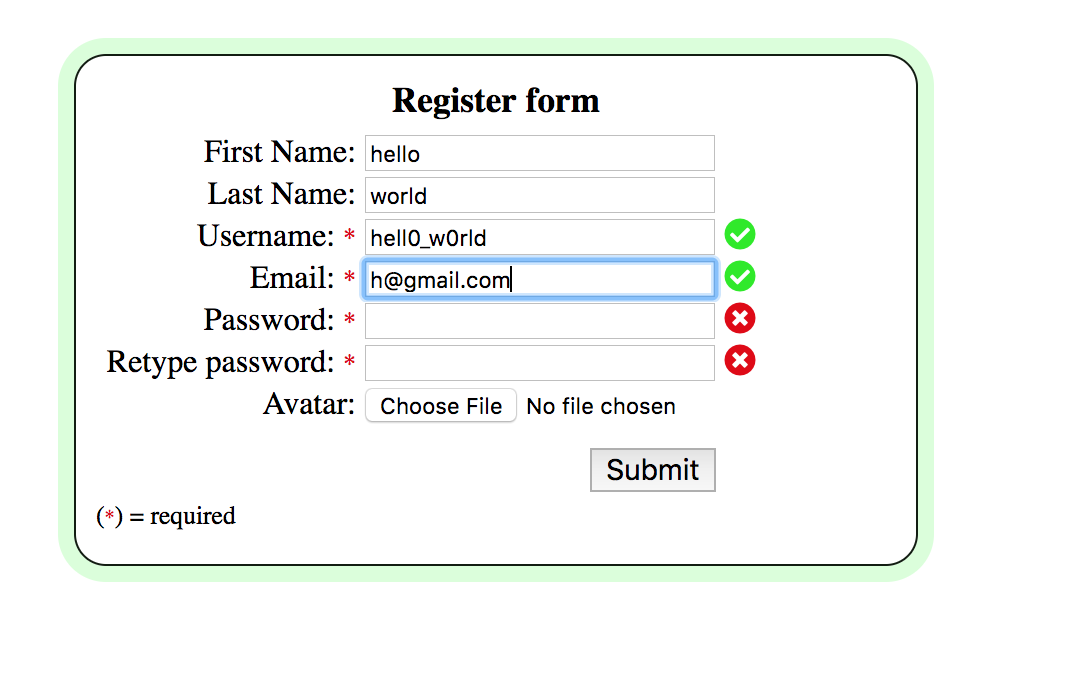 Register form
First Name: hello
Last Name: world
Username: * hell0_w0rld
Email: * h@gmail.com
Password: *
Retype password: *
Avatar: Choose File No file chosen
Submit
(*) = required